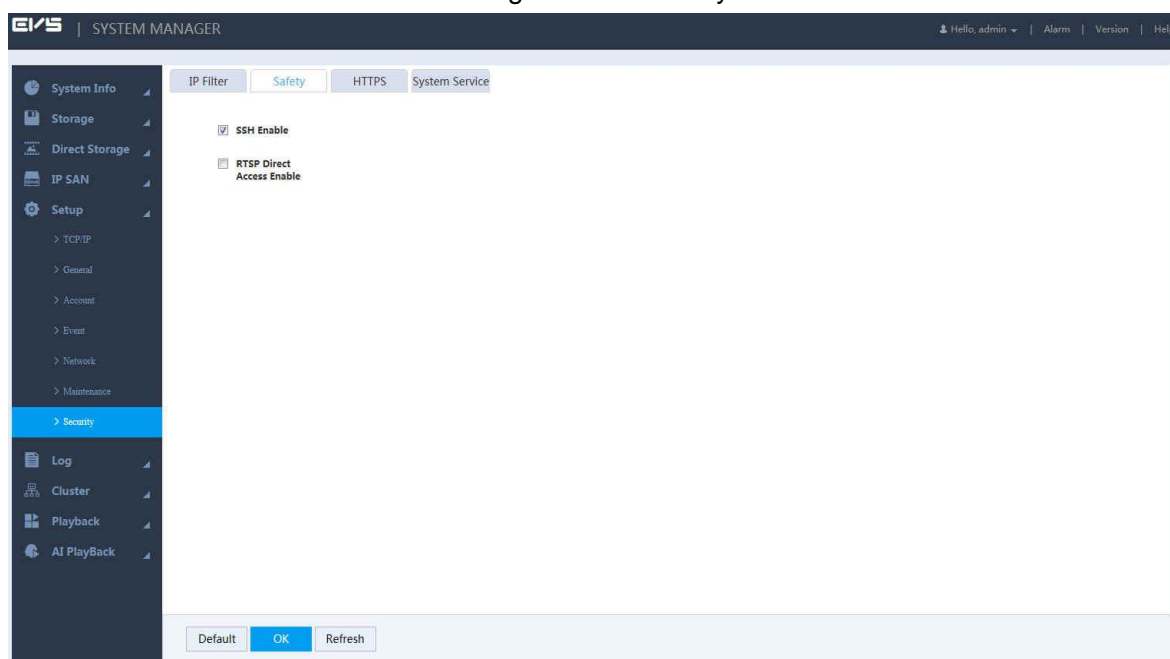 EVS | SYSTEM MANAGER
Hello, admin | Alarm | Version | Hel
System Info
Storage
Direct Storage
IP SAN
Setup
> TCP/IP
> General
> Account
> Event
> Network
> Maintenance
> Security
Log
Cluster
Playback
AI PlayBack
IP Filter Safety HTTPS System Service
SSH Enable
RTSP Direct
Access Enable
Default OK Refresh